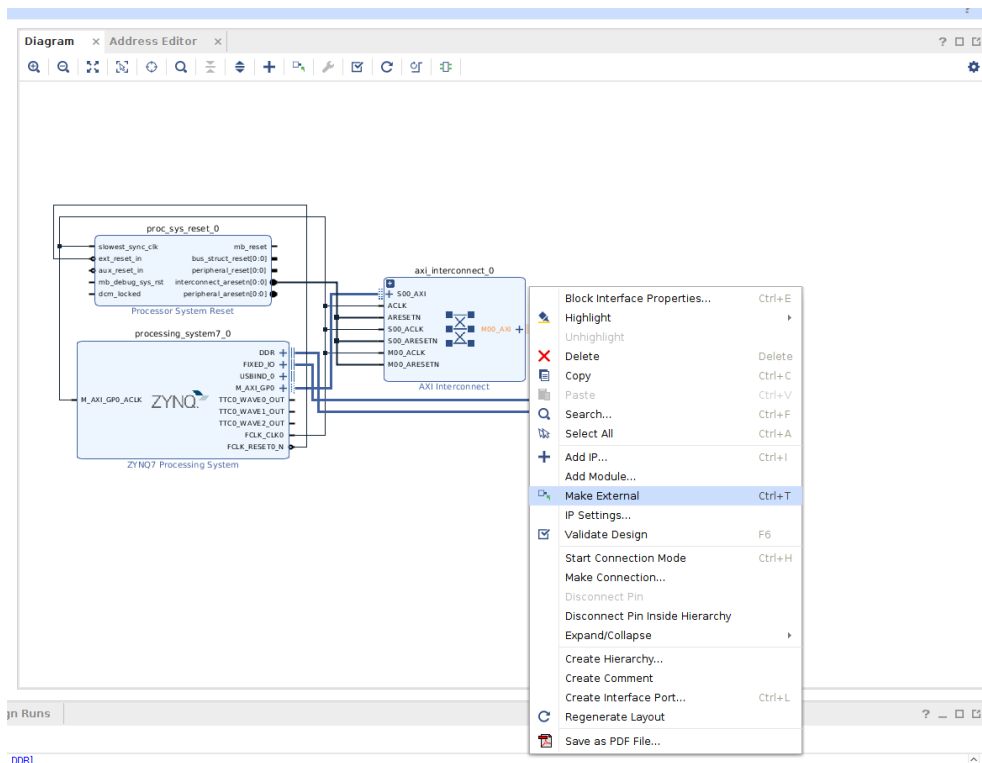 Diagram × Address Editor ×
proc_sys_reset_0
slowest_sync_clk mb_reset
ext_reset_in bus_struct_reset[0:0]
aux_reset_in peripheral_reset[0:0]
mb_debug_sys_rst interconnect_aresetn[0:0]
dcm_locked peripheral_aresetn[0:0]
Processor System Reset
processing_system7_0
DDR
FIXED_IO
USBIND_0
M_AXI_GP0
M_AXI_GP0_ACLK ZYNQ TTC0_WAVE0_OUT
TTC0_WAVE1_OUT
TTC0_WAVE2_OUT
FCLK_CLK0
FCLK_RESET0_N
ZYNQ7 Processing System
axi_interconnect_0
S00_AXI
ACLK
ARESETN
S00_ACLK M00_AXI
S00_ARESETN
M00_ACLK
M00_ARESETN
AXI Interconnect
Block Interface Properties... Ctrl+E
Highlight
Unhighlight
Delete Delete
Copy Ctrl+C
Paste Ctrl+V
Search... Ctrl+F
Select All Ctrl+A
Add IP... Ctrl+I
Add Module...
Make External Ctrl+T
IP Settings...
Validate Design F6
Start Connection Mode Ctrl+H
Make Connection...
Disconnect Pin
Disconnect Pin Inside Hierarchy
Expand/Collapse
Create Hierarchy...
Create Comment
Create Interface Port... Ctrl+L
Regenerate Layout
Save as PDF File...
gn Runs
DDR]